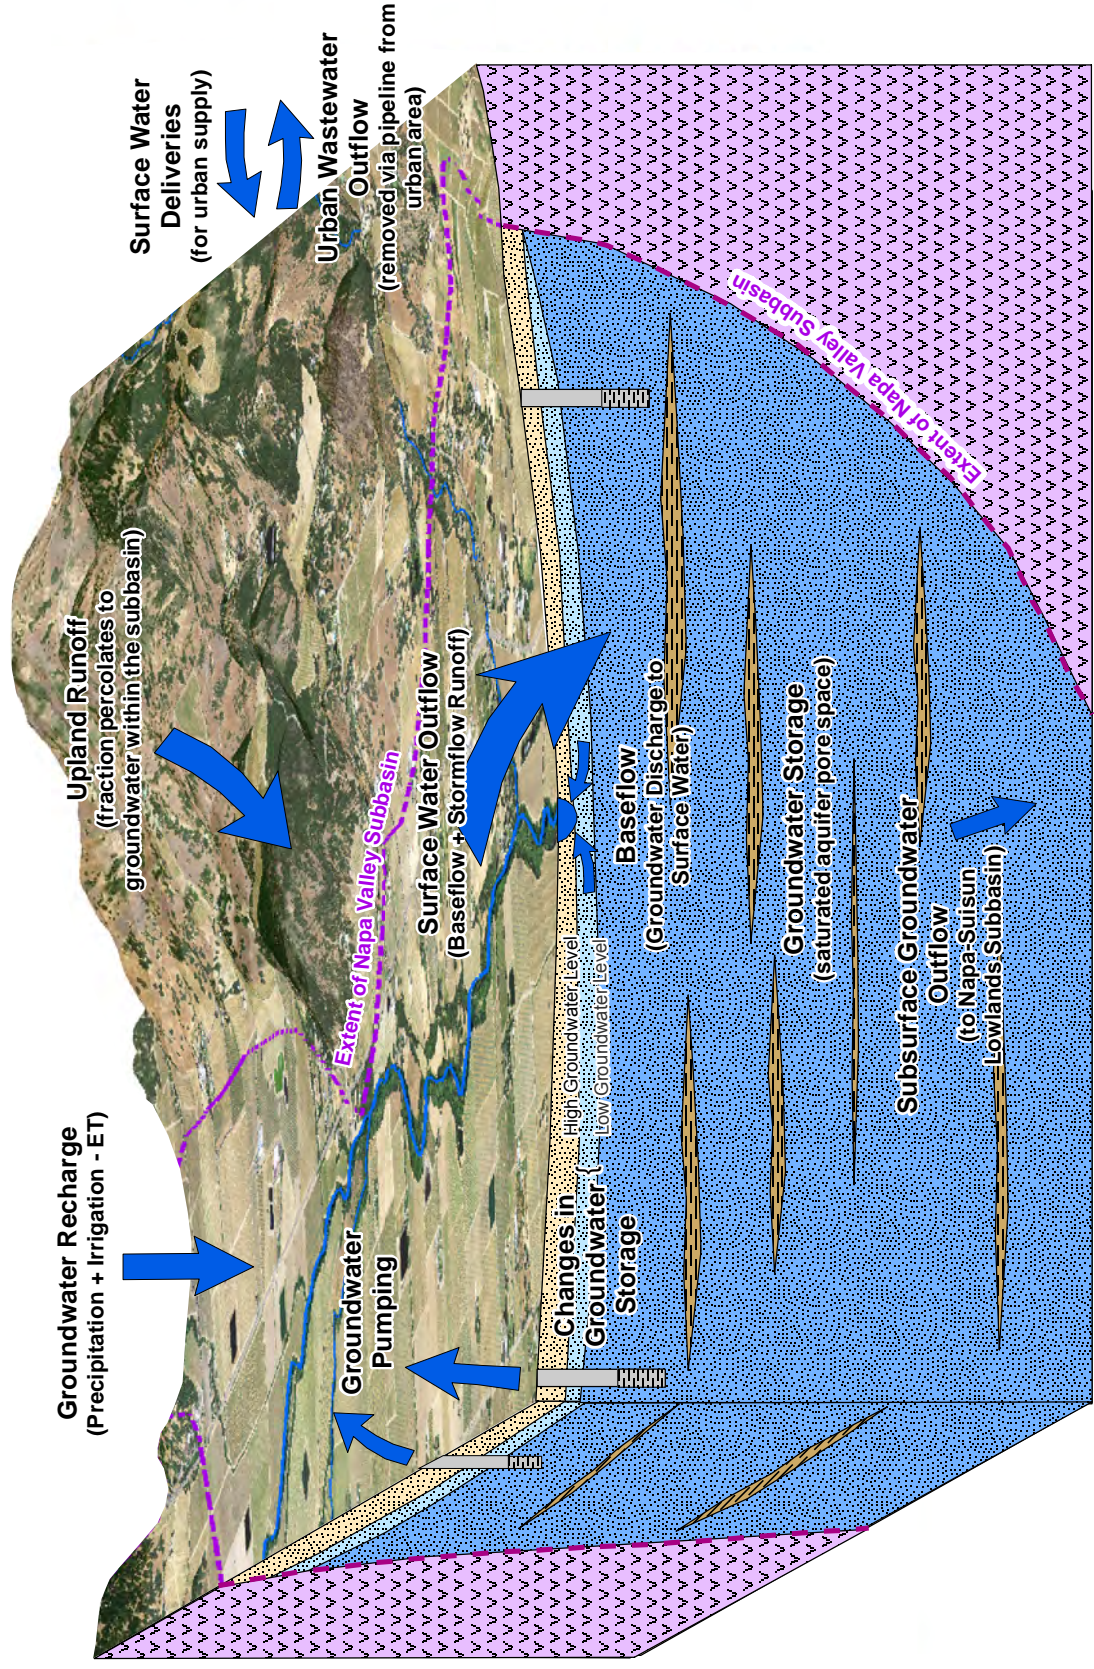 Groundwater Recharge
(Precipitation + Irrigation - ET)
Upland Runoff
(fraction percolates to
groundwater within the subbasin)
Surface Water
Deliveries
(for urban supply)
Urban Wastewater
Outflow
(removed via pipeline from
urban area)
Extent of Napa Valley Subbasin
Groundwater
Pumping
Surface Water Outflow
(Baseflow + Stormflow Runoff)
Changes in
Groundwater {
Storage
High Groundwater Level
Low Groundwater Level
Baseflow
(Groundwater Discharge to
Surface Water)
Extent of Napa Valley Subbasin
Groundwater Storage
(saturated aquifer pore space)
Subsurface Groundwater
Outflow
(to Napa-Suisun
Lowlands Subbasin)